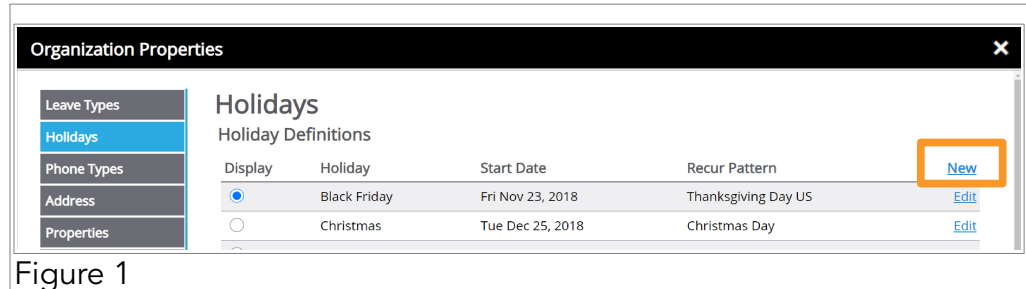 Organization Properties
Leave Types
Holidays
Phone Types
Address
Properties
Holidays
Holiday Definitions
Display Holiday Start Date Recur Pattern New
Black Friday Fri Nov 23, 2018 Thanksgiving Day US Edit
Christmas Tue Dec 25, 2018 Christmas Day Edit
Figure 1